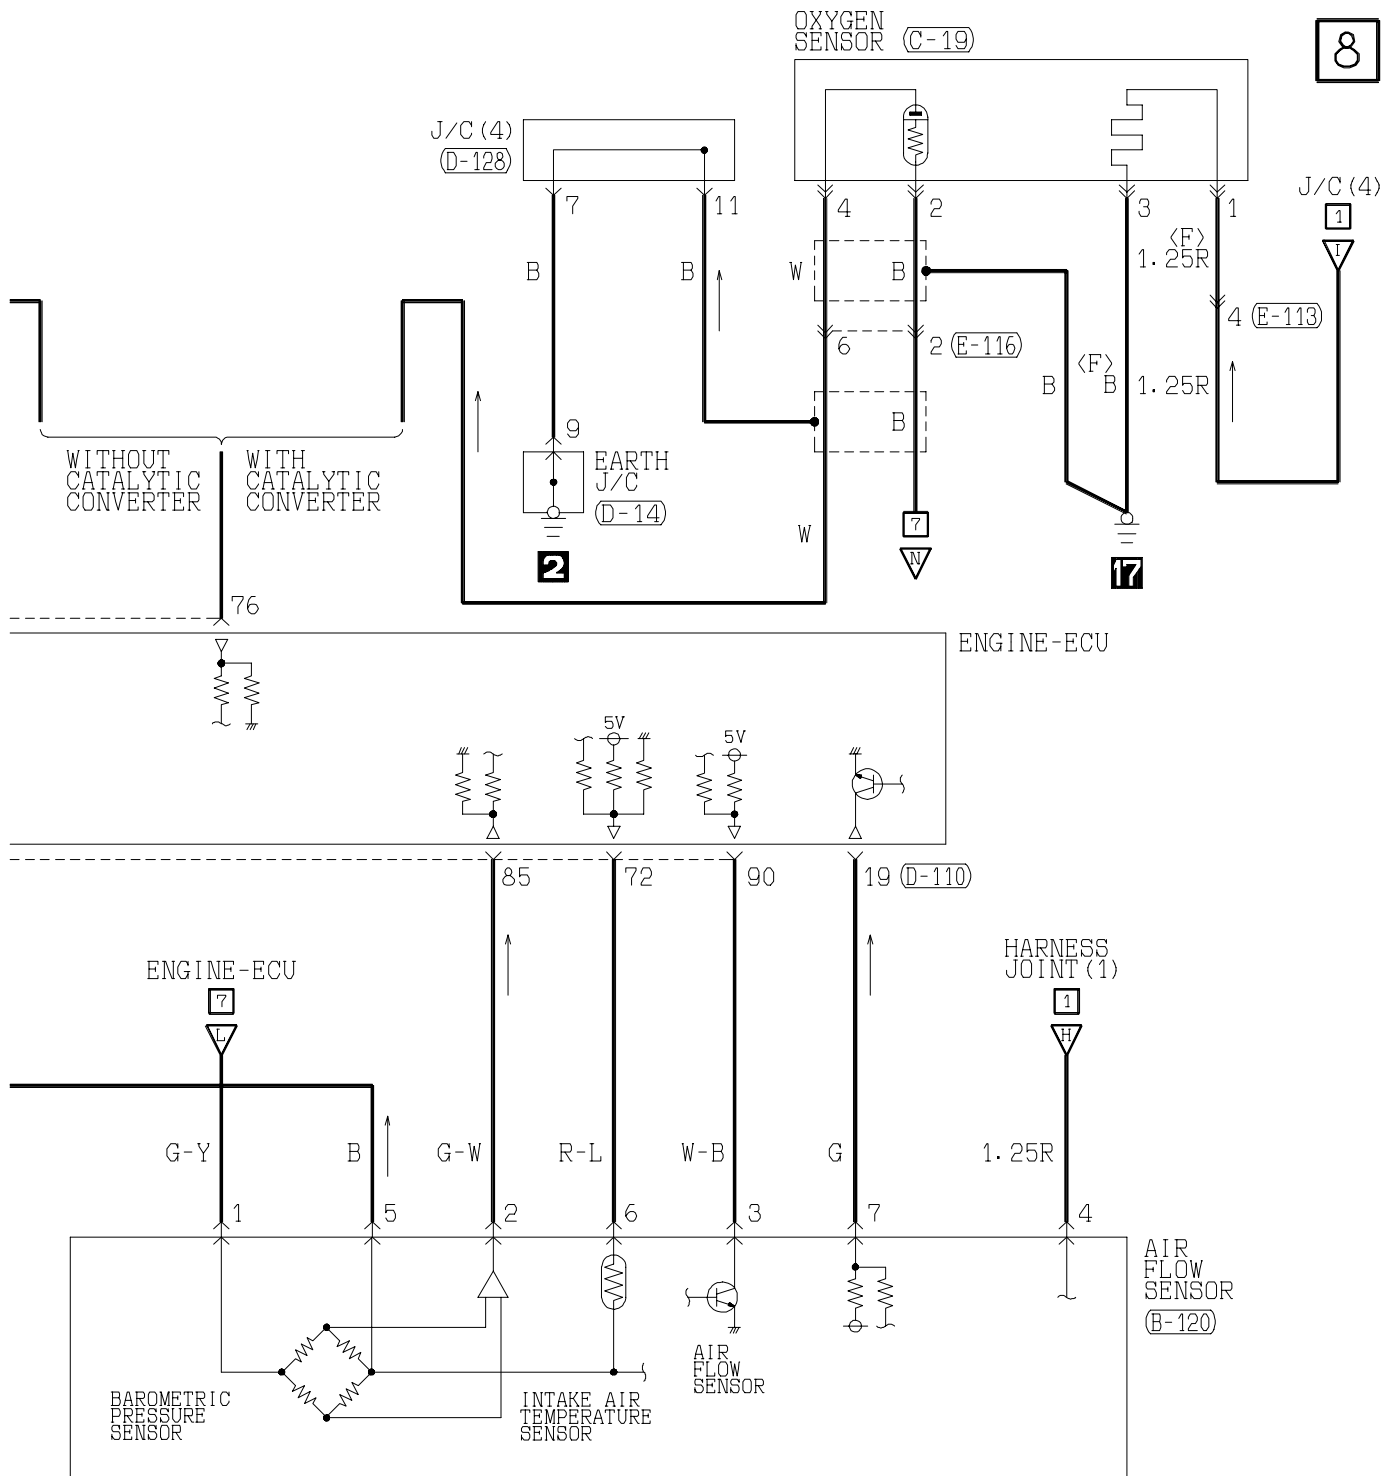 OXYGEN
SENSOR (C-19)
8
J/C(4)
(D-128)
J/C(4)
1
I
7
11
4
2
3
1
<F>
1.25R
B
B
W
B
4 (E-113)
6
2 (E-116)
<F>
B
B
1.25R
9
B
WITHOUT
CATALYTIC
CONVERTER
WITH
CATALYTIC
CONVERTER
EARTH
J/C
(D-14)
2
W
7
N
17
76
ENGINE-ECU
5V
5V
85
72
90
19 (D-110)
ENGINE-ECU
7
L
HARNESS
JOINT(1)
1
H
G-Y
B
G-W
R-L
W-B
G
1.25R
1
5
2
6
3
7
4
AIR
FLOW
SENSOR
(B-120)
BAROMETRIC
PRESSURE
SENSOR
INTAKE AIR
TEMPERATURE
SENSOR
AIR
FLOW
SENSOR